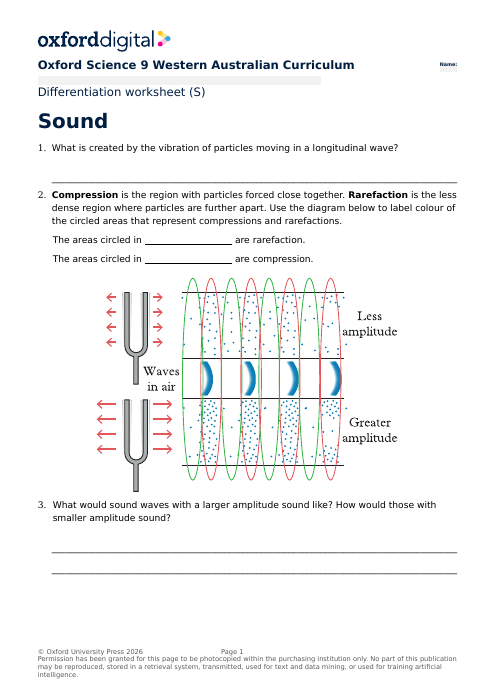 oxforddigital
Oxford Science 9 Western Australian Curriculum
Name:
Differentiation worksheet (S)
Sound
1. What is created by the vibration of particles moving in a longitudinal wave?
2. Compression is the region with particles forced close together. Rarefaction is the less
dense region where particles are further apart. Use the diagram below to label colour of
the circled areas that represent compressions and rarefactions.
The areas circled in ________________ are rarefaction.
The areas circled in ________________ are compression.
Less
amplitude
Waves
in air
Greater
amplitude
3. What would sound waves with a larger amplitude sound like? How would those with
smaller amplitude sound?
© Oxford University Press 2026 Page 1
Permission has been granted for this page to be photocopied within the purchasing institution only. No part of this publication
may be reproduced, stored in a retrieval system, transmitted, used for text and data mining, or used for training artificial
intelligence.